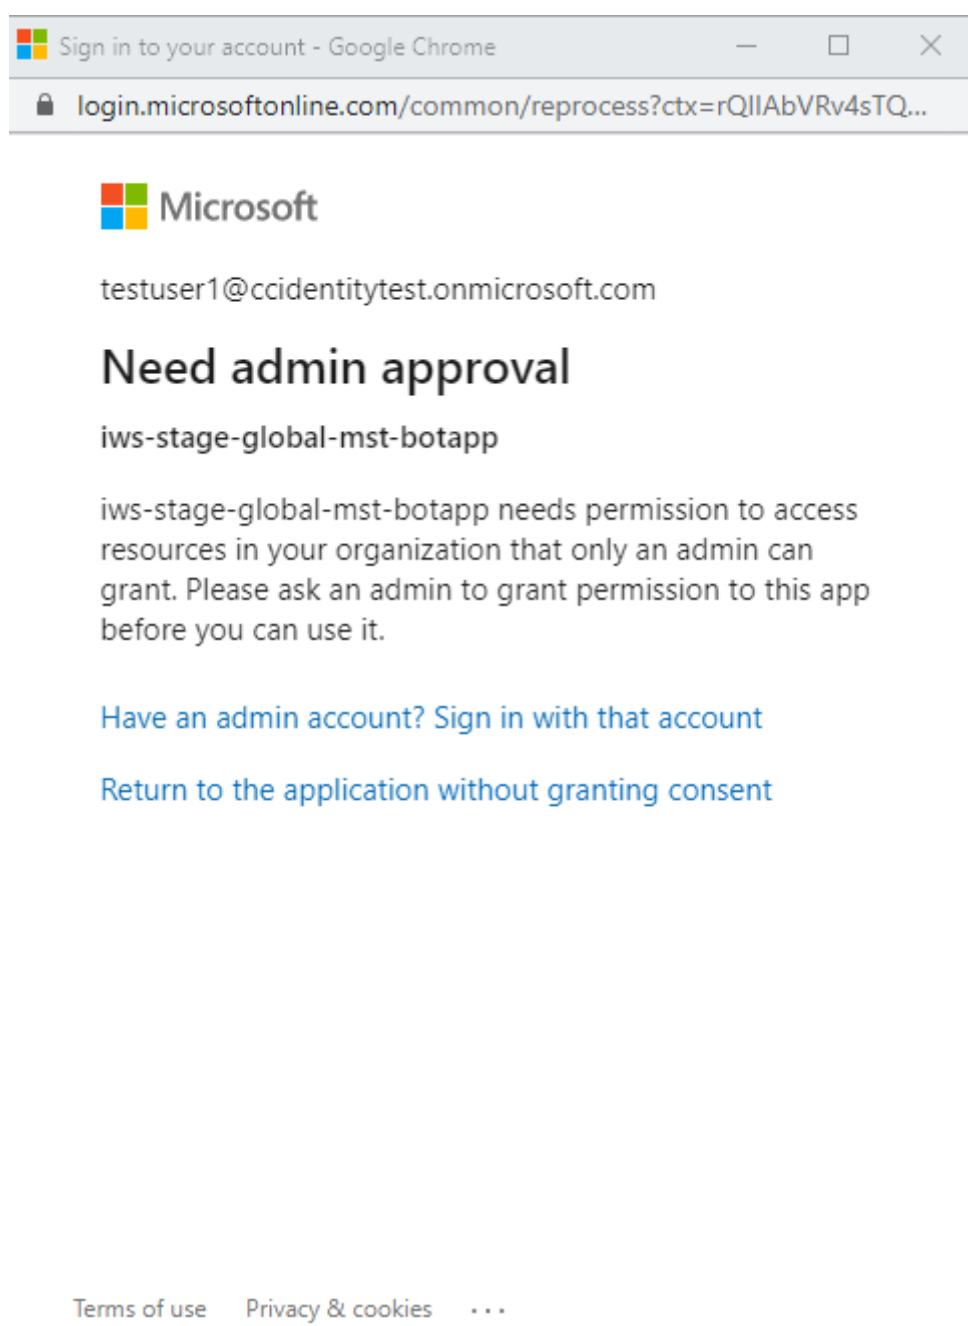 Sign in to your account - Google Chrome
login.microsoftonline.com/common/reprocess?ctx=rQIIAbVRv4sTQ...
Microsoft
testuser1@ccidentitytest.onmicrosoft.com
Need admin approval
iws-stage-global-mst-botapp
iws-stage-global-mst-botapp needs permission to access
resources in your organization that only an admin can
grant. Please ask an admin to grant permission to this app
before you can use it.
Have an admin account? Sign in with that account
Return to the application without granting consent
Terms of use Privacy & cookies ...